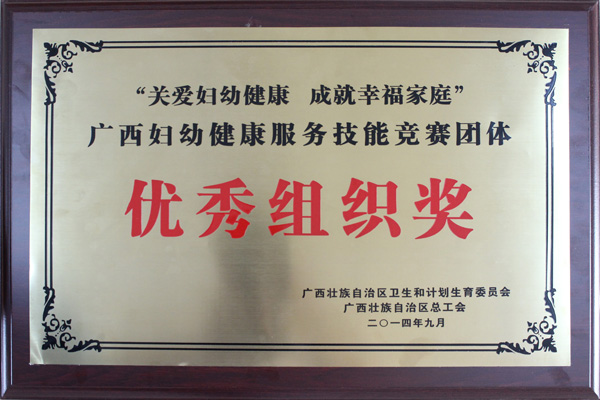 “关爱妇幼健康 成就幸福家庭”
广西妇幼健康服务技能竞赛团体
优秀组织奖
广西壮族自治区卫生和计划生育委员会
广西壮族自治区总工会
二〇一四年九月